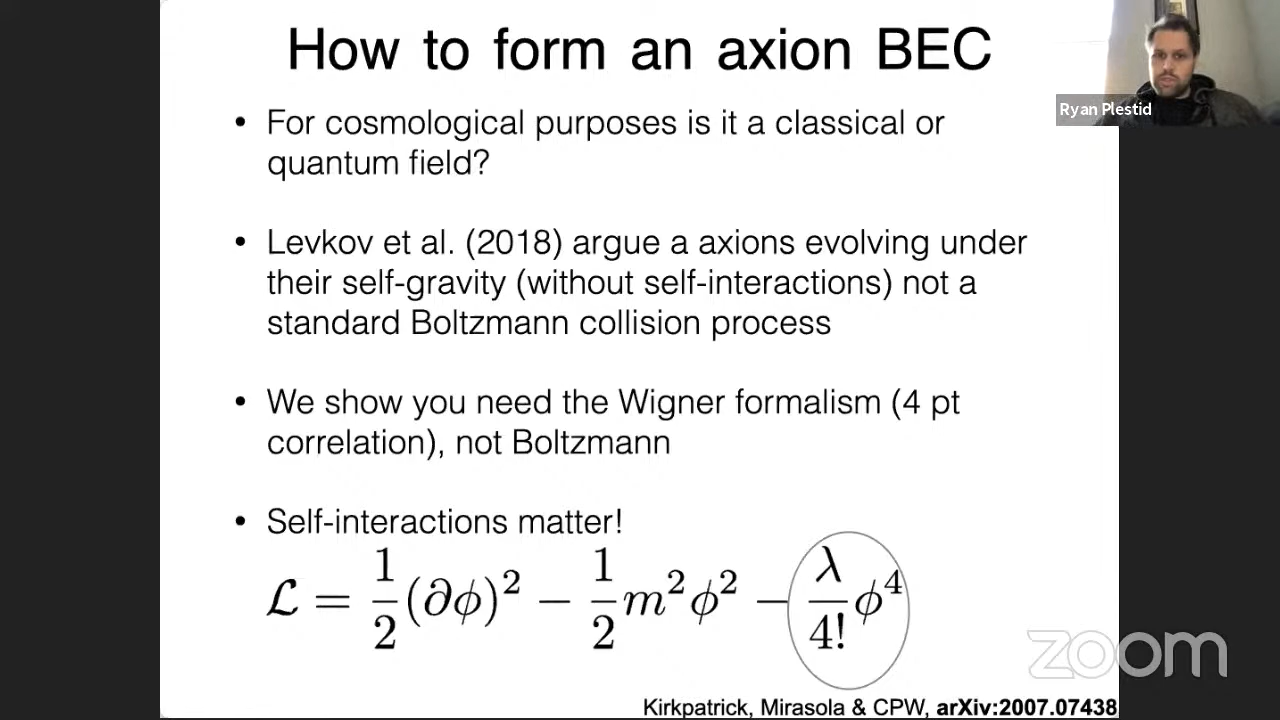 How to form an axion BEC
Ryan Plestid
• For cosmological purposes is it a classical or
quantum field?
• Levkov et al. (2018) argue a axions evolving under
their self-gravity (without self-interactions) not a
standard Boltzmann collision process
• We show you need the Wigner formalism (4 pt
correlation), not Boltzmann
• Self-interactions matter!
ℒ = 1/2 (∂ϕ)² − 1/2 m²ϕ² − λ/4! ϕ⁴
zoom
Kirkpatrick, Mirasola & CPW, arXiv:2007.07438